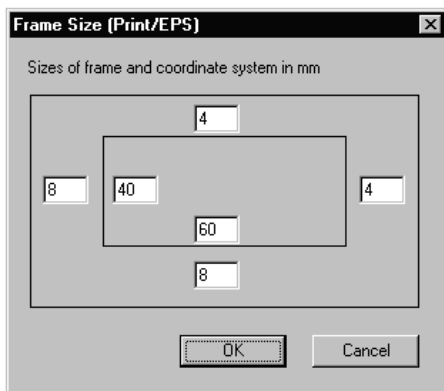 Frame Size (Print/EPS)
Sizes of frame and coordinate system in mm
4
8 40 4
60
8
OK Cancel